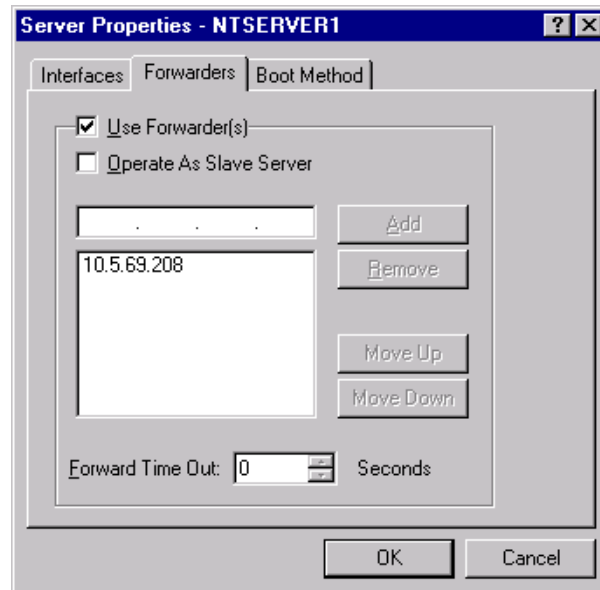 Server Properties - NTSERVER1
Interfaces Forwarders Boot Method
Use Forwarder(s)
Operate As Slave Server
. . . Add
10.5.69.208 Remove
Move Up
Move Down
Forward Time Out: 0 Seconds
OK Cancel